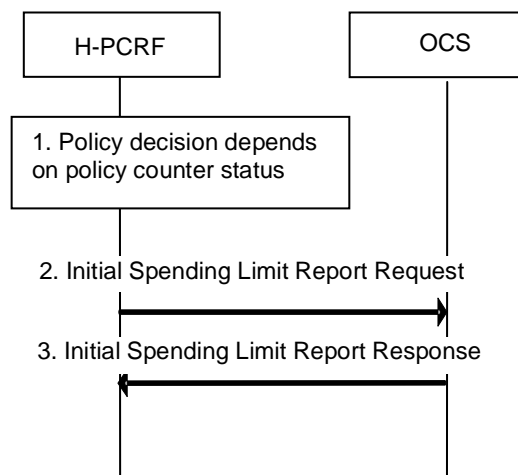 H-PCRF
OCS
1. Policy decision depends
on policy counter status
2. Initial Spending Limit Report Request
3. Initial Spending Limit Report Response